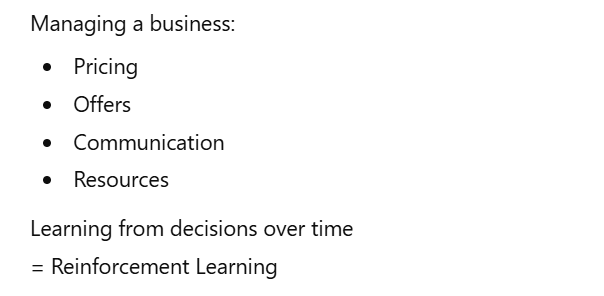 Managing a business:
• Pricing
• Offers
• Communication
• Resources
Learning from decisions over time
= Reinforcement Learning